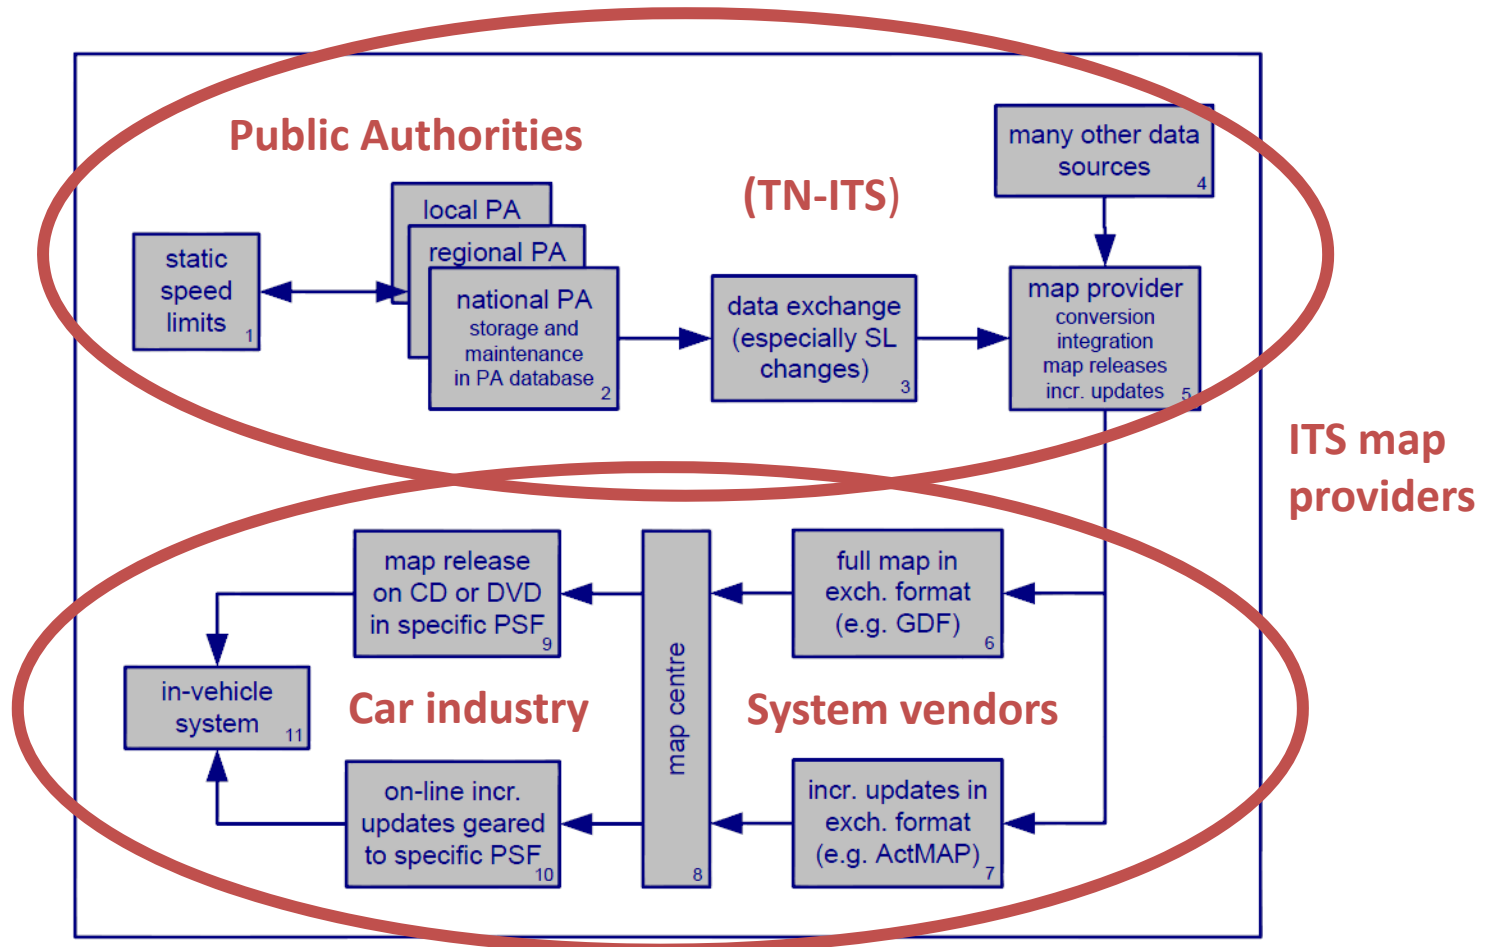 Public Authorities
(TN-ITS)
many other data
sources
4
local PA
regional PA
national PA
storage and
maintenance
in PA database
2
static
speed
limits
1
data exchange
(especially SL
changes)
3
map provider
conversion
integration
map releases
incr. updates
5
ITS map
providers
map release
on CD or DVD
in specific PSF
9
map centre
8
full map in
exch. format
(e.g. GDF)
6
in-vehicle
system
11
Car industry
System vendors
on-line incr.
updates geared
to specific PSF
10
incr. updates in
exch. format
(e.g. ActMAP)
7